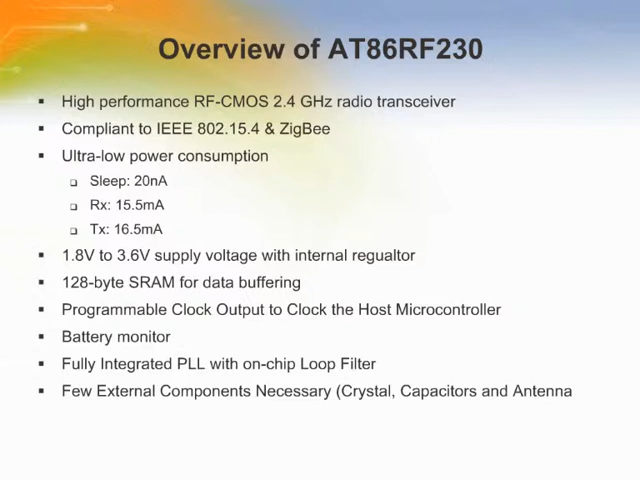 Overview of AT86RF230
▪ High performance RF-CMOS 2.4 GHz radio transceiver
▪ Compliant to IEEE 802.15.4 & ZigBee
▪ Ultra-low power consumption
❑ Sleep: 20nA
❑ Rx: 15.5mA
❑ Tx: 16.5mA
▪ 1.8V to 3.6V supply voltage with internal regualtor
▪ 128-byte SRAM for data buffering
▪ Programmable Clock Output to Clock the Host Microcontroller
▪ Battery monitor
▪ Fully Integrated PLL with on-chip Loop Filter
▪ Few External Components Necessary (Crystal, Capacitors and Antenna